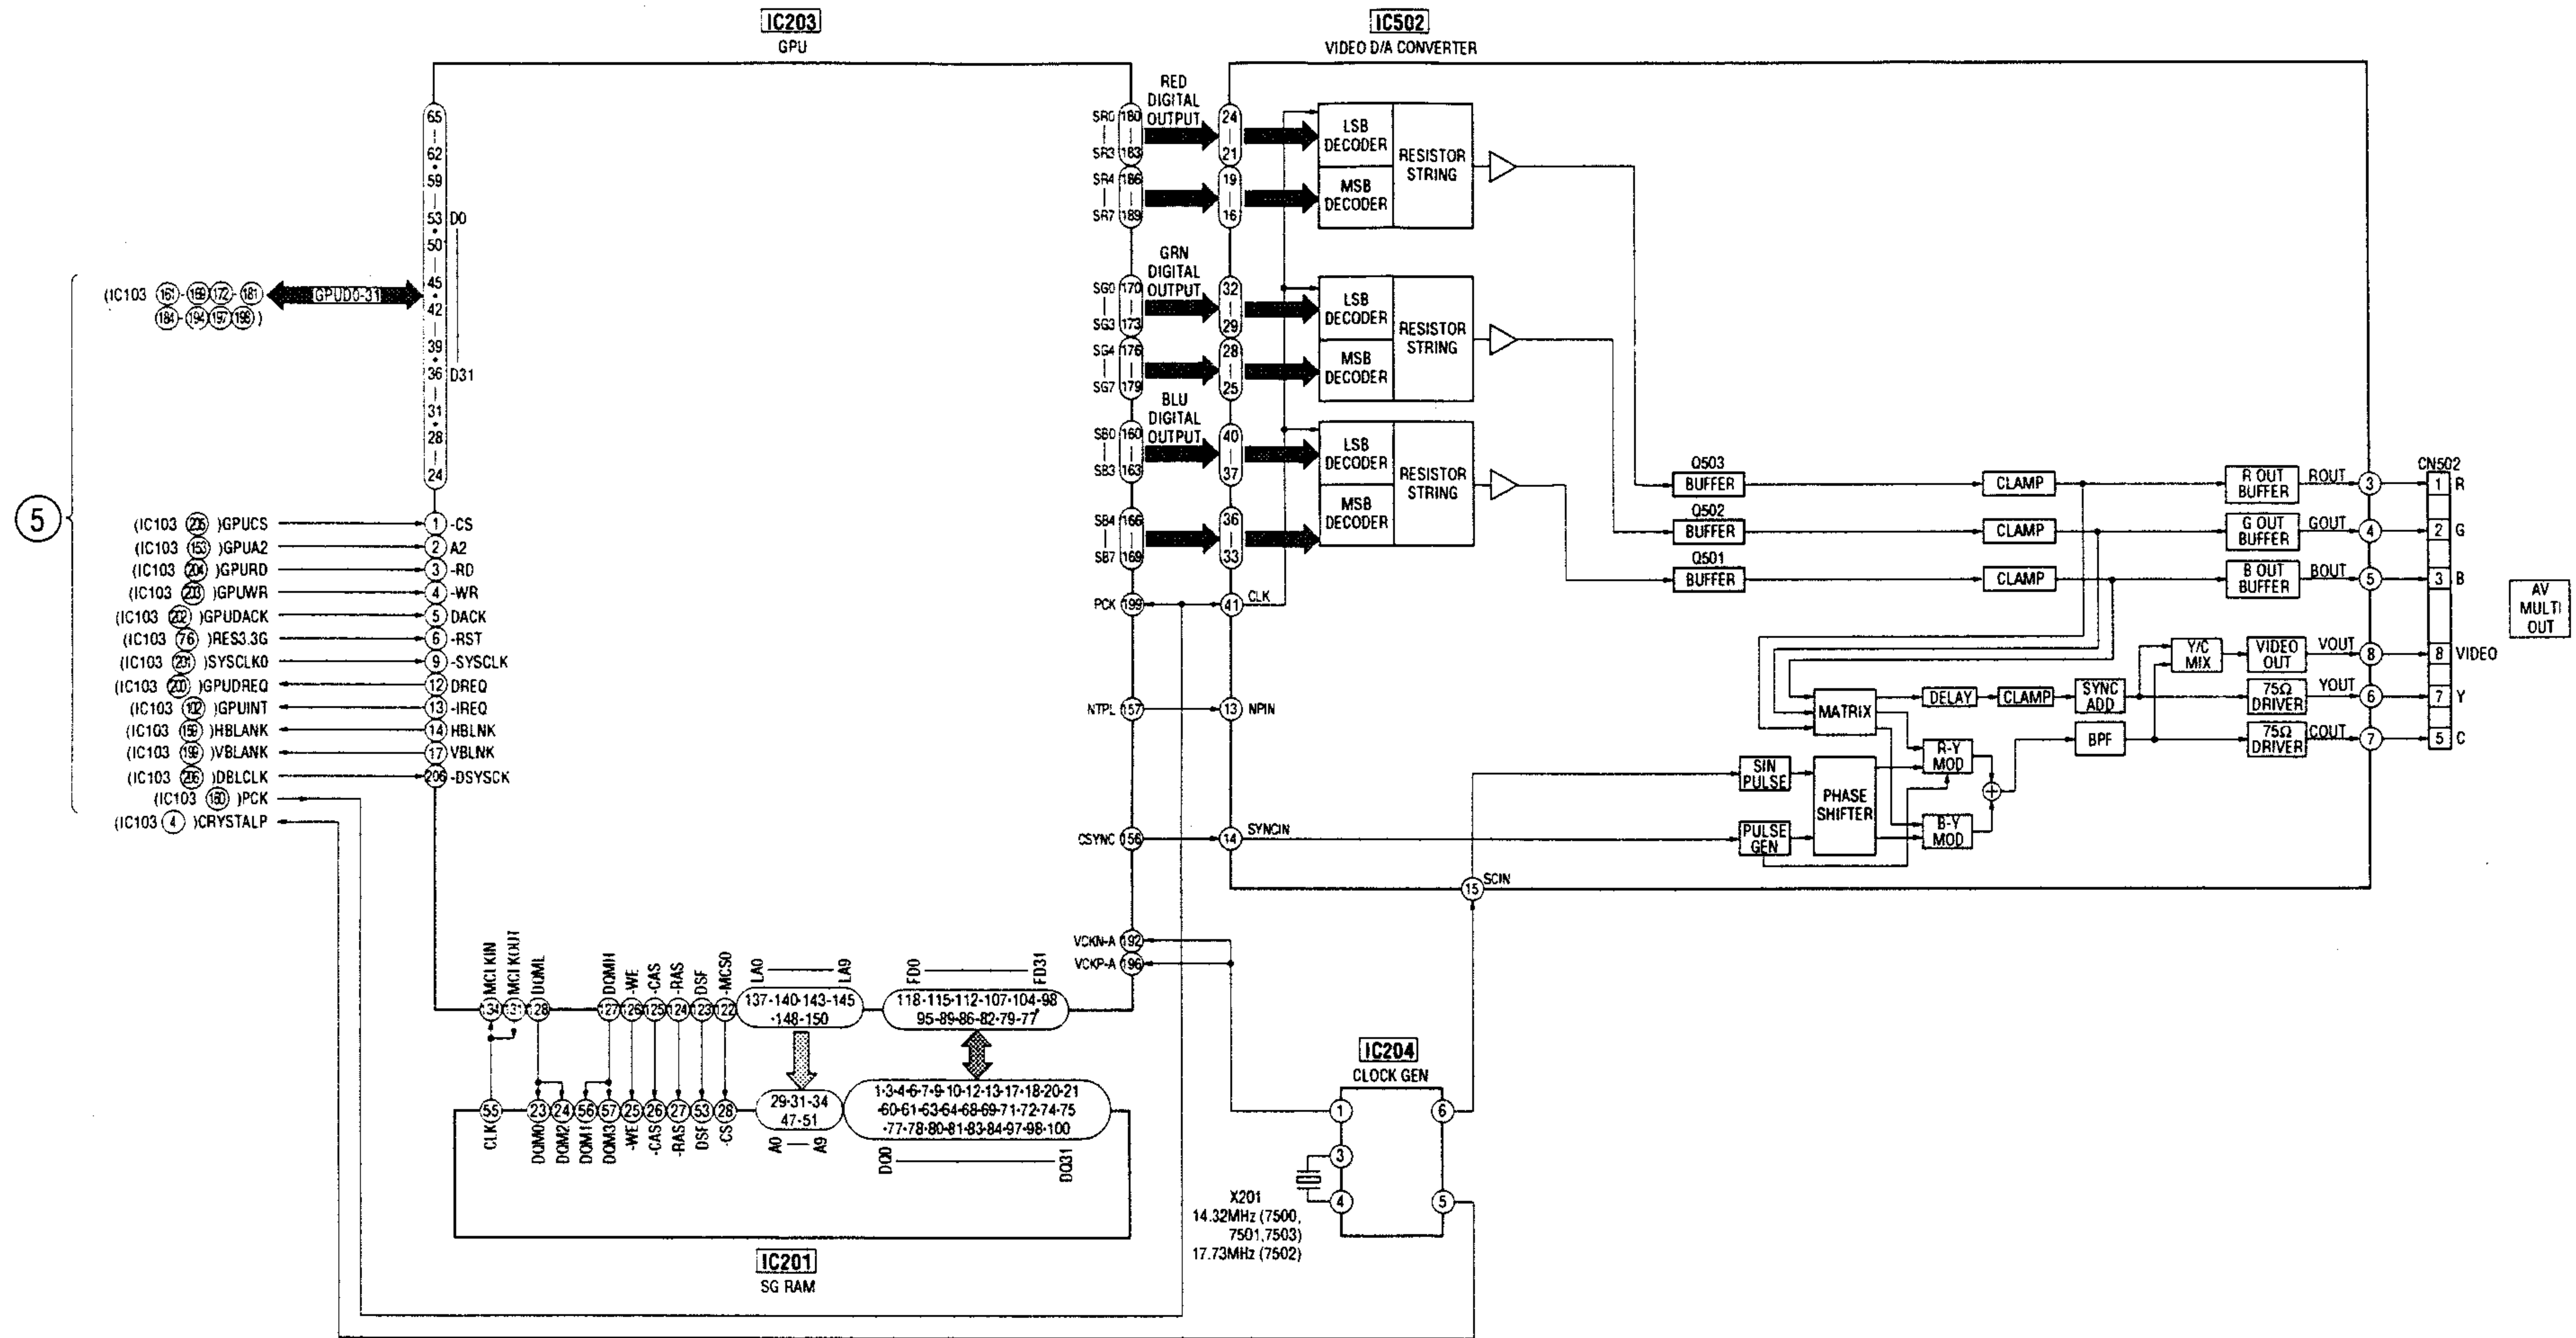 IC203
GPU
IC502
VIDEO D/A CONVERTER
65
62
59
53 D0
50
45
42
39
36 D31
31
28
24
5
(IC103 161 - 169 172 - 181
184 - 194 197 198 )
GPUD0-31
(IC103 205 )GPUCS 1 -CS
(IC103 153 )GPUA2 2 A2
(IC103 204 )GPURD 3 -RD
(IC103 203 )GPUWR 4 -WR
(IC103 202 )GPUDACK 5 DACK
(IC103 76 )RES3.3G 6 -RST
(IC103 201 )SYSCLK0 9 -SYSCLK
(IC103 200 )GPUDREQ 12 DREQ
(IC103 102 )GPUINT 13 -IREQ
(IC103 159 )HBLANK 14 HBLNK
(IC103 199 )VBLANK 17 VBLNK
(IC103 206 )DBLCLK 206 -DSYSCK
(IC103 160 )PCK
(IC103 4 )CRYSTALP
RED
DIGITAL
OUTPUT
SR0 180
SR3 183
SR4 186
SR7 189
24
21
19
16
LSB
DECODER
MSB
DECODER
RESISTOR
STRING
GRN
DIGITAL
OUTPUT
SG0 170
SG3 173
SG4 176
SG7 179
32
29
28
25
LSB
DECODER
MSB
DECODER
RESISTOR
STRING
BLU
DIGITAL
OUTPUT
SB0 160
SB3 163
SB4 166
SB7 169
40
37
36
33
LSB
DECODER
MSB
DECODER
RESISTOR
STRING
PCK 199 41 CLK
NTPL 157 13 NPIN
CSYNC 156 14 SYNCIN
15 SCIN
VCKN-A 192
VCKP-A 196
Q503
BUFFER
CLAMP
R OUT
BUFFER
ROUT 3
Q502
BUFFER
CLAMP
G OUT
BUFFER
GOUT 4
Q501
BUFFER
CLAMP
B OUT
BUFFER
BOUT 5
CN502
1 R
2 G
3 B
8 VIDEO
7 Y
5 C
AV
MULTI
OUT
Y/C
MIX
VIDEO
OUT
VOUT 8
MATRIX
DELAY
CLAMP
SYNC
ADD
75Ω
DRIVER
YOUT 6
BPF
75Ω
DRIVER
COUT 7
R-Y
MOD
SIN
PULSE
PHASE
SHIFTER
B-Y
MOD
PULSE
GEN
134 MCLKIN
131 MCLKOUT
128 DQML
127 DQMH
126 -WE
125 -CAS
124 -RAS
123 DSF
122 -MCS0
LA0 LA9
137-140·143-145
·148-150
FD0 FD31
118·115·112-107·104-98
95-89·86-82·79-77
55 CLK
23 DQM0
24 DQM2
56 DQM1
57 DQM3
25 -WE
26 -CAS
27 -RAS
53 DSF
28 -CS
29-31·34
47-51
A0 — A9
1·3·4·6·7·9·10·12·13·17·18·20·21
·60·61·63·64·68·69·71·72·74·75
·77·78·80·81·83·84·97·98·100
DQ0 DQ31
IC201
SG RAM
IC204
CLOCK GEN
1
3
4
6
5
X201
14.32MHz (7500,
7501,7503)
17.73MHz (7502)